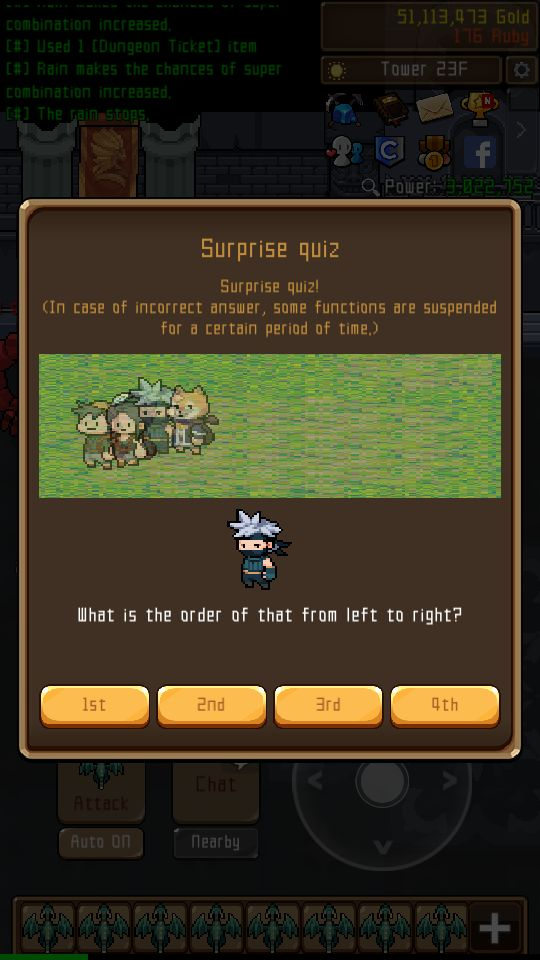 combination increased.
[#] Used 1 [Dungeon Ticket] item
[#] Rain makes the chances of super
combination increased.
[#] The rain stops.
51,113,473 Gold
176 Ruby
Tower 23F
Power: 3,022,752
Surprise quiz
Surprise quiz!
(In case of incorrect answer, some functions are suspended
for a certain period of time.)
What is the order of that from left to right?
1st 2nd 3rd 4th
Attack
Chat
Auto ON
Nearby